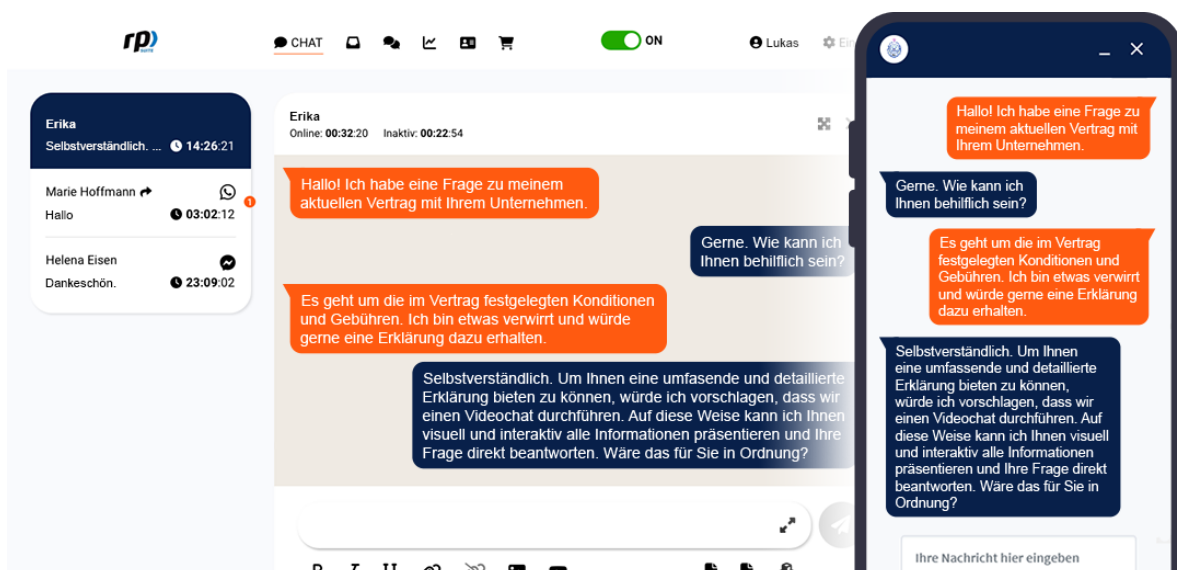 rp
suite
CHAT
ON
Lukas
Erika
Selbstverständlich. ...
14:26:21
Marie Hoffmann
1
Hallo
03:02:12
Helena Eisen
Dankeschön.
23:09:02
Erika
Online: 00:32:20 Inaktiv: 00:22:54
Hallo! Ich habe eine Frage zu meinem
aktuellen Vertrag mit Ihrem Unternehmen.
Gerne. Wie kann ich
Ihnen behilflich sein?
Es geht um die im Vertrag festgelegten Konditionen
und Gebühren. Ich bin etwas verwirrt und würde
gerne eine Erklärung dazu erhalten.
Selbstverständlich. Um Ihnen eine umfasende und detaillierte
Erklärung bieten zu können, würde ich vorschlagen, dass wir
einen Videochat durchführen. Auf diese Weise kann ich Ihnen
visuell und interaktiv alle Informationen präsentieren und Ihre
Frage direkt beantworten. Wäre das für Sie in Ordnung?
Hallo! Ich habe eine Frage zu
meinem aktuellen Vertrag mit
Ihrem Unternehmen.
Gerne. Wie kann ich
Ihnen behilflich sein?
Es geht um die im Vertrag
festgelegten Konditionen und
Gebühren. Ich bin etwas verwirrt
und würde gerne eine Erklärung
dazu erhalten.
Selbstverständlich. Um Ihnen
eine umfassende und detaillierte
Erklärung bieten zu können,
würde ich vorschlagen, dass wir
einen Videochat durchführen. Auf
diese Weise kann ich Ihnen visuell
und interaktiv alle Informationen
präsentieren und Ihre Frage direkt
beantworten. Wäre das für Sie in
Ordnung?
Ihre Nachricht hier eingeben